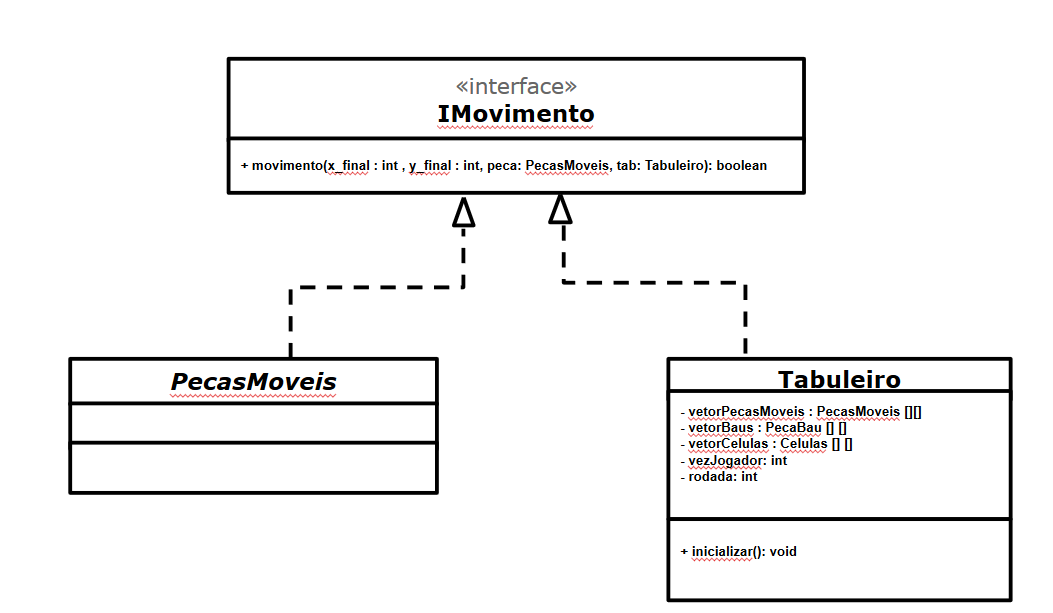 «interface»
IMovimento
+ movimento(x_final : int , y_final : int, peca: PecasMoveis, tab: Tabuleiro): boolean
PecasMoveis
Tabuleiro
- vetorPecasMoveis : PecasMoveis [][]
- vetorBaus : PecaBau [] []
- vetorCelulas : Celulas [] []
- vezJogador: int
- rodada: int
+ inicializar(): void